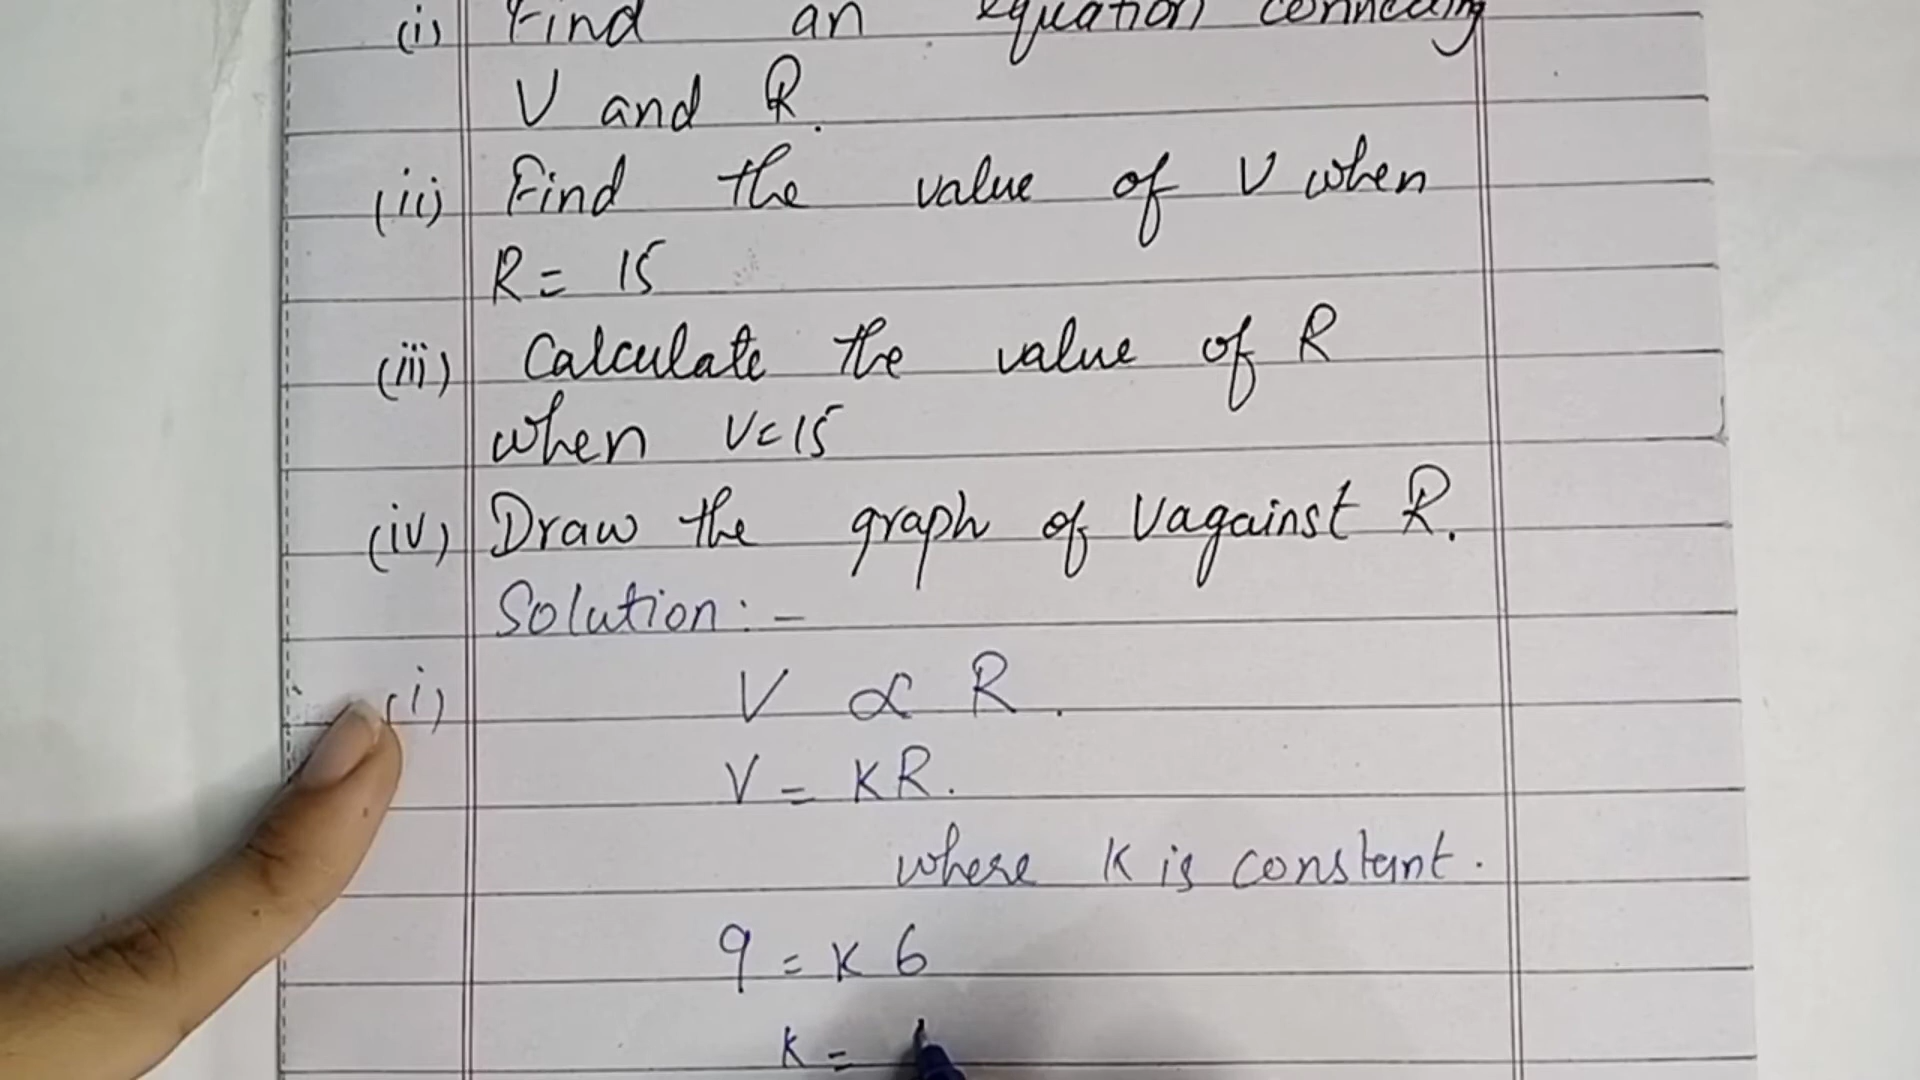 (i) Find an equation connecting
V and R.
(ii) Find the value of V when
R = 15
(iii) Calculate the value of R
when V=15
(iv) Draw the graph of V against R.
Solution :-
(i) V ∝ R.
V = KR.
where K is constant.
9 = K 6
K =